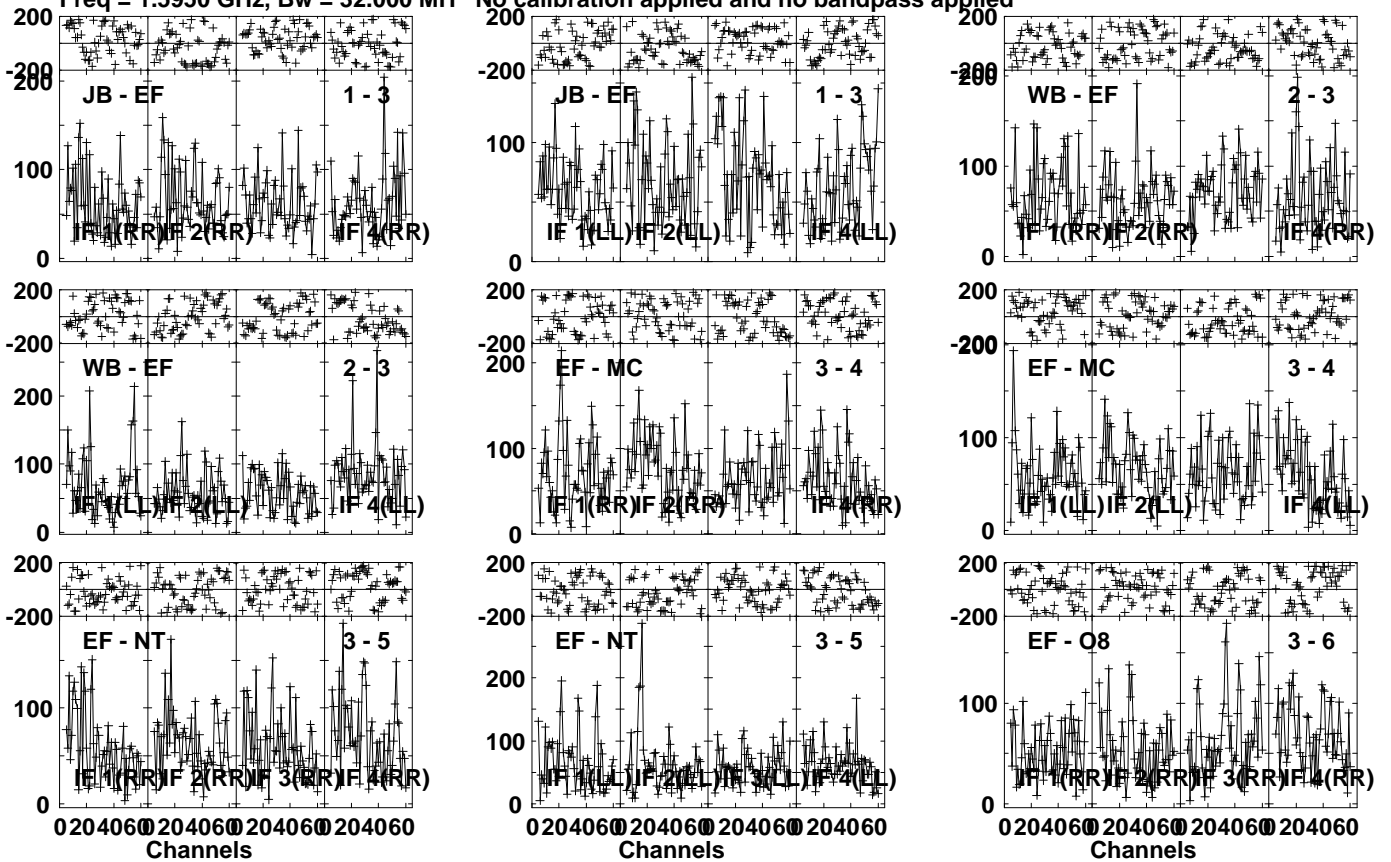 Freq = 1.5950 GHz, Bw = 32.000 MH No calibration applied and no bandpass applied
200
-200
200
100
0
JB - EF
1 - 3
IF 1(RR)
IF 2(RR)
IF 4(RR)
200
-200
100
0
JB - EF
1 - 3
IF 1(LL)
IF 2(LL)
IF 4(LL)
200
-200
200
100
0
WB - EF
2 - 3
IF 1(RR)
IF 2(RR)
IF 4(RR)
200
-200
200
100
0
WB - EF
2 - 3
IF 1(LL)
IF 2(LL)
IF 4(LL)
200
-200
200
100
0
EF - MC
3 - 4
IF 1(RR)
IF 2(RR)
IF 4(RR)
200
-200
200
100
0
EF - MC
3 - 4
IF 1(LL)
IF 2(LL)
IF 4(LL)
200
-200
100
0
EF - NT
3 - 5
IF 1(RR)
IF 2(RR)
IF 3(RR)
IF 4(RR)
0 20 40 60 0 20 40 60 0 20 40 60 0 20 40 60
Channels
200
-200
200
100
0
EF - NT
3 - 5
IF 1(LL)
IF 2(LL)
IF 3(LL)
IF 4(LL)
0 20 40 60 0 20 40 60 0 20 40 60 0 20 40 60
Channels
200
-200
100
0
EF - O8
3 - 6
IF 1(RR)
IF 2(RR)
IF 3(RR)
IF 4(RR)
0 20 40 60 0 20 40 60 0 20 40 60 0 20 40 60
Channels